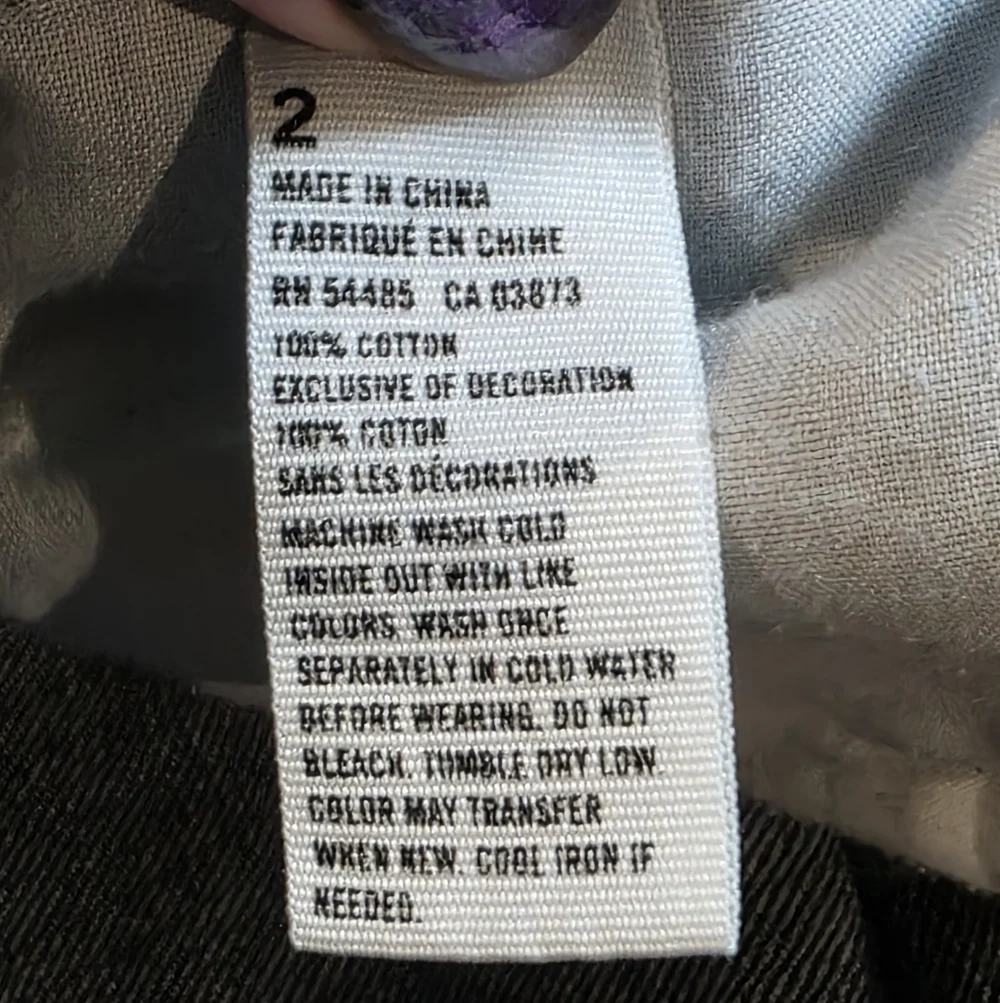 2
MADE IN CHINA
FABRIQUÉ EN CHINE
RN 54485 CA 03873
100% COTTON
EXCLUSIVE OF DECORATION
100% COTON
SANS LES DÉCORATIONS
MACHINE WASH COLD
INSIDE OUT WITH LIKE
COLORS WASH ONCE
SEPARATELY IN COLD WATER
BEFORE WEARING. DO NOT
BLEACH. TUMBLE DRY LOW.
COLOR MAY TRANSFER
WHEN NEW. COOL IRON IF
NEEDED.